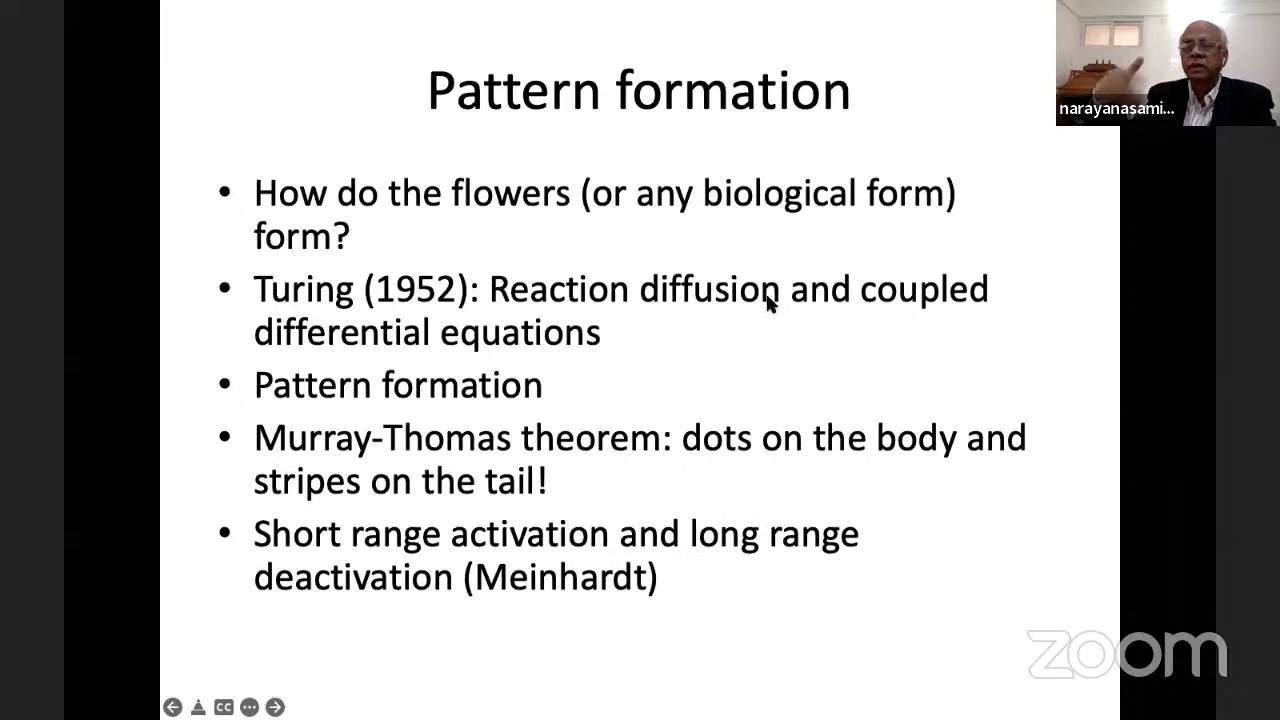 Pattern formation
narayanasami...
• How do the flowers (or any biological form)
form?
• Turing (1952): Reaction diffusion and coupled
differential equations
• Pattern formation
• Murray-Thomas theorem: dots on the body and
stripes on the tail!
• Short range activation and long range
deactivation (Meinhardt)
zoom
CC